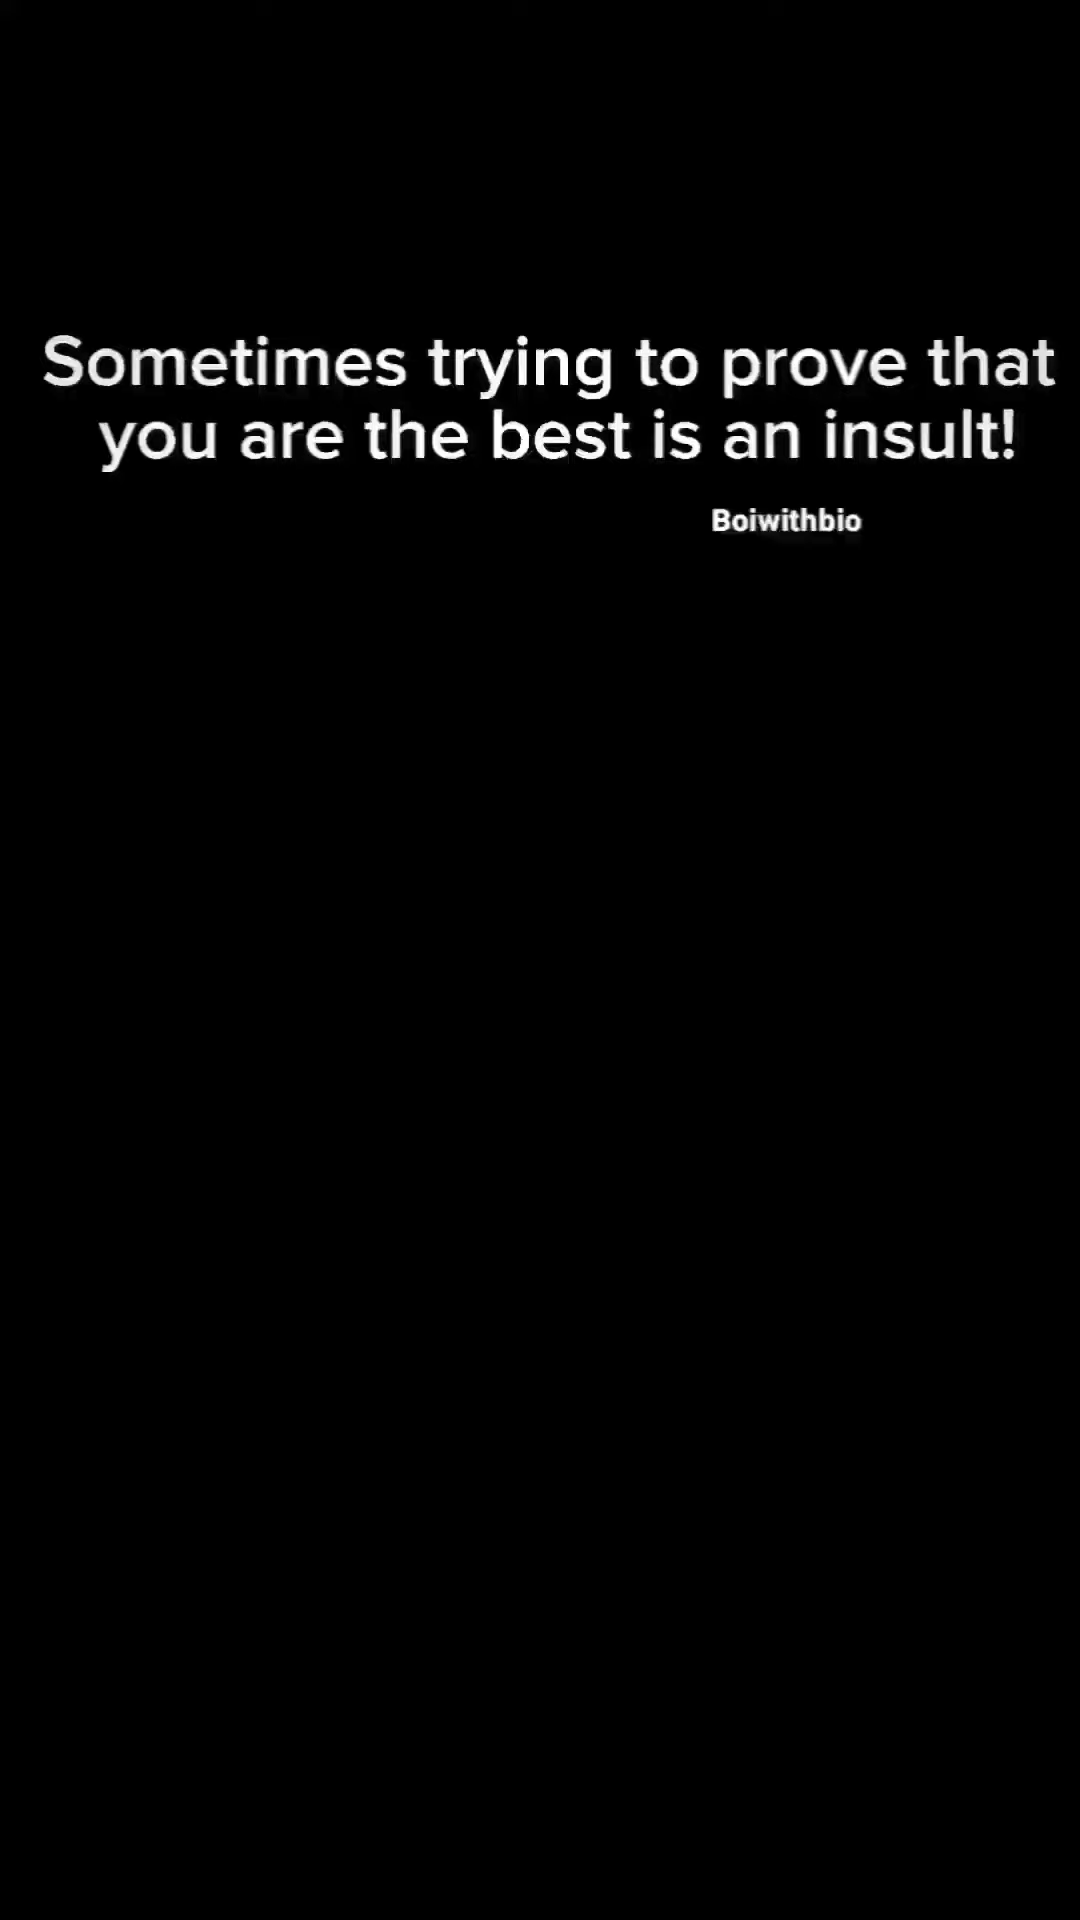 Sometimes trying to prove that
you are the best is an insult!
Boiwithbio